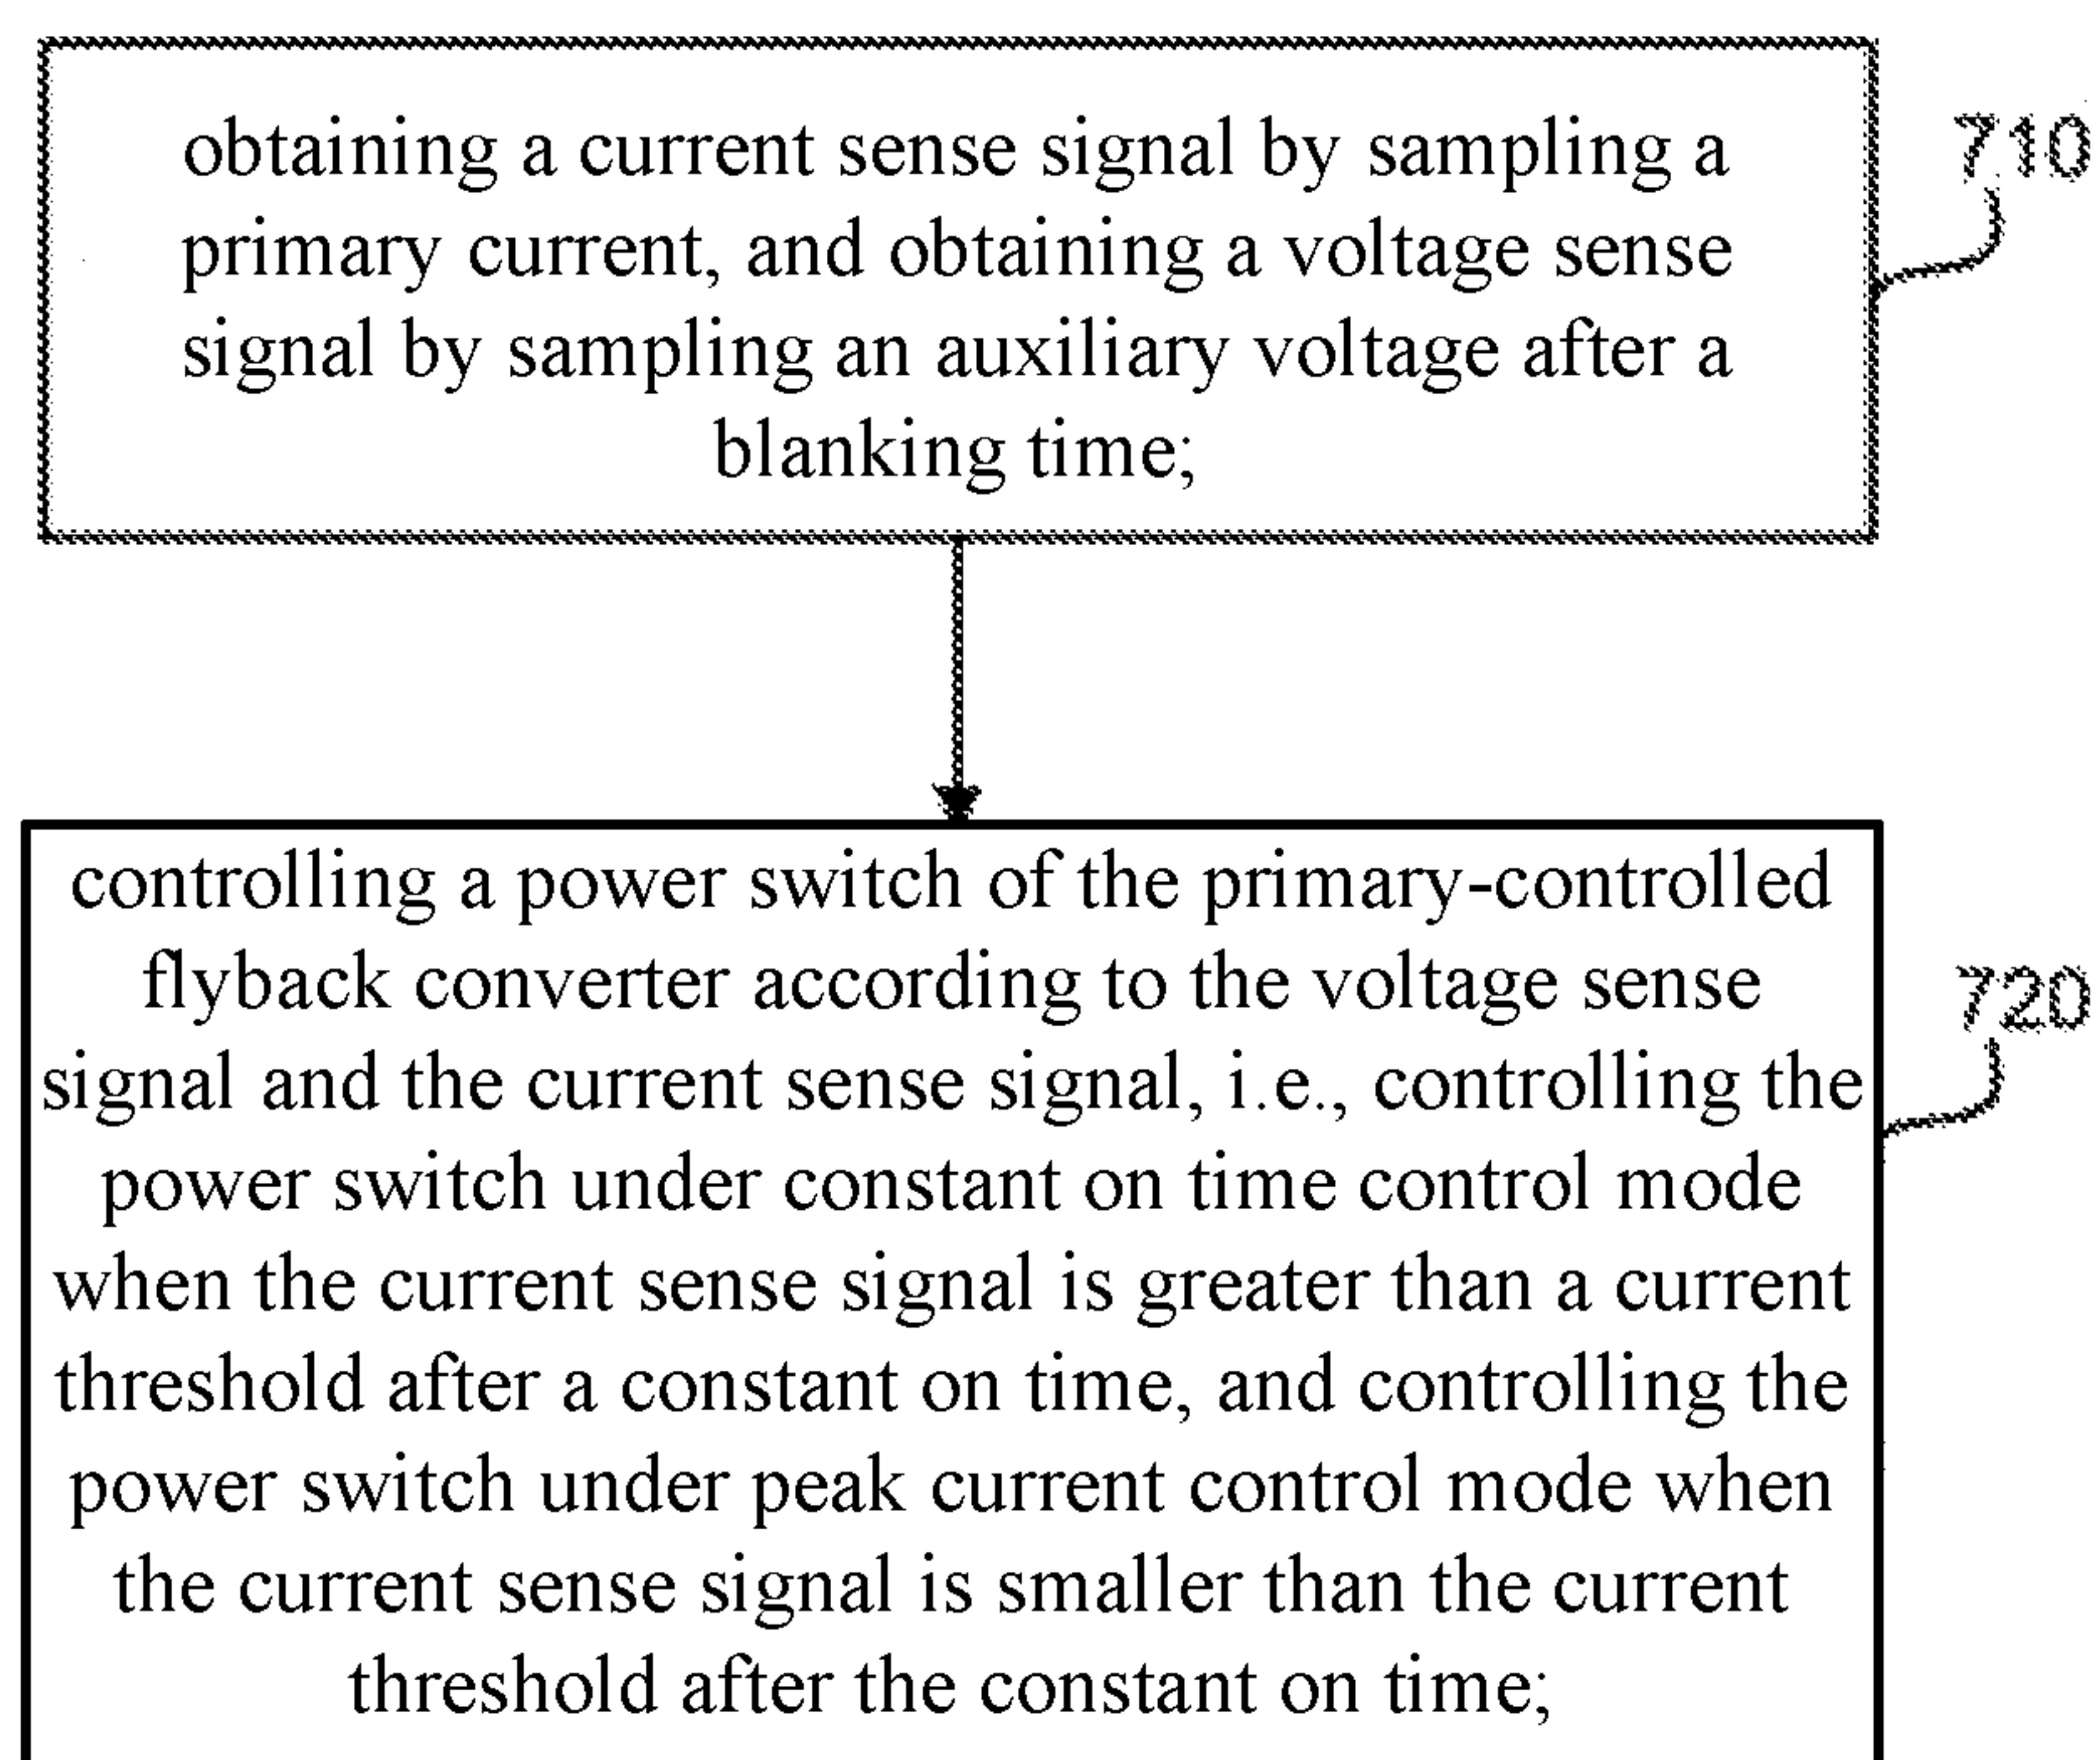 obtaining a current sense signal by sampling a
primary current, and obtaining a voltage sense
signal by sampling an auxiliary voltage after a
blanking time;
710
controlling a power switch of the primary-controlled
flyback converter according to the voltage sense
signal and the current sense signal, i.e., controlling the
power switch under constant on time control mode
when the current sense signal is greater than a current
threshold after a constant on time, and controlling the
power switch under peak current control mode when
the current sense signal is smaller than the current
threshold after the constant on time;
720